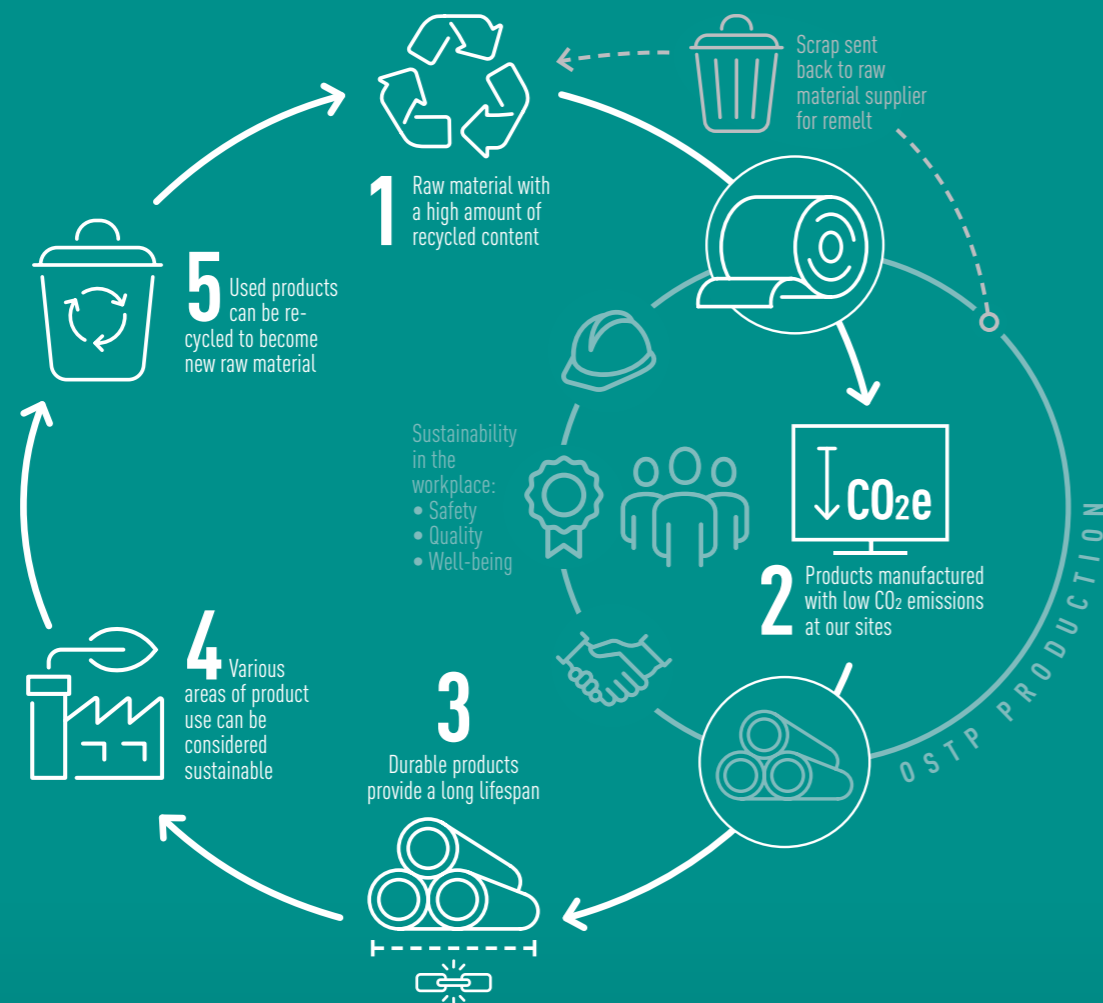 Scrap sent
back to raw
material supplier
for remelt
1 Raw material with
a high amount of
recycled content
5 Used products
can be re-
cycled to become
new raw material
Sustainability
in the
workplace:
• Safety
• Quality
• Well-being
CO₂e
2 Products manufactured
with low CO₂ emissions
at our sites
OSTP PRODUCTION
4 Various
areas of product
use can be
considered
sustainable
3
Durable products
provide a long lifespan